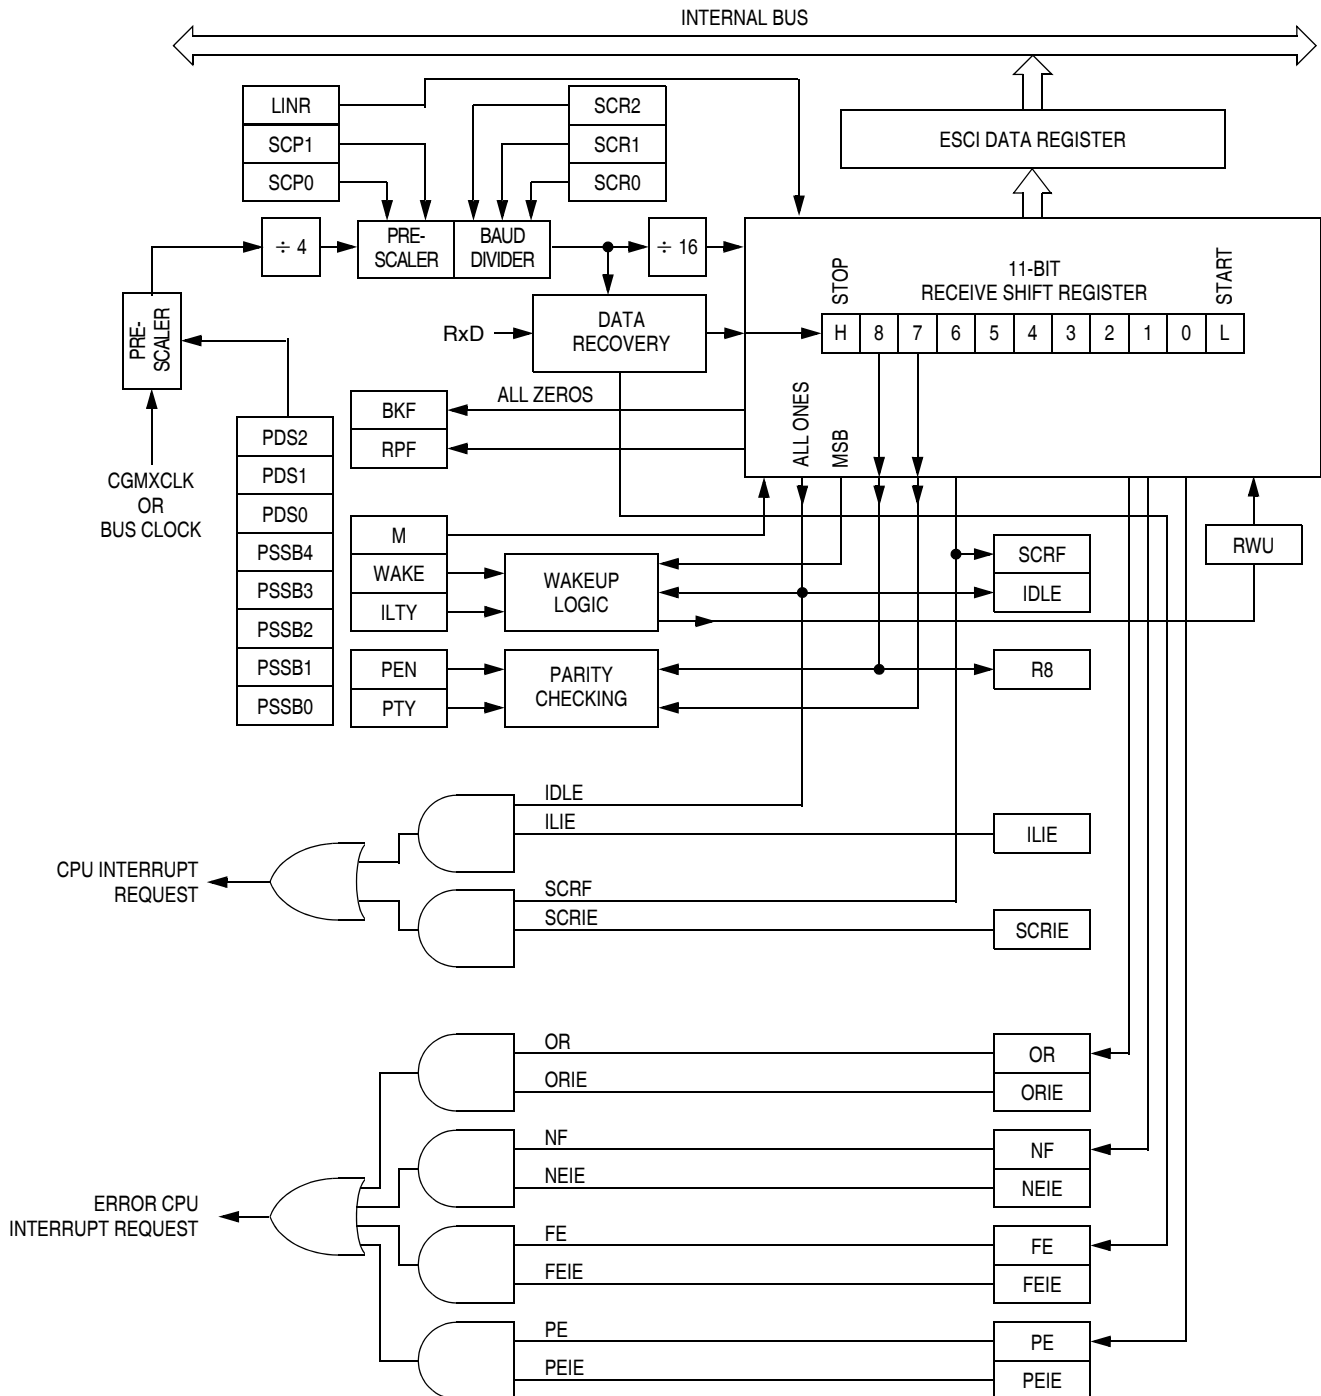 INTERNAL BUS
LINR
SCP1
SCP0
SCR2
SCR1
SCR0
ESCI DATA REGISTER
÷ 4
PRE-
SCALER
BAUD
DIVIDER
÷ 16
PRE-
SCALER
CGMXCLK
OR
BUS CLOCK
RxD
DATA
RECOVERY
STOP
11-BIT
RECEIVE SHIFT REGISTER
START
H 8 7 6 5 4 3 2 1 0 L
ALL ONES
MSB
ALL ZEROS
BKF
RPF
PDS2
PDS1
PDS0
PSSB4
PSSB3
PSSB2
PSSB1
PSSB0
M
WAKE
ILTY
WAKEUP
LOGIC
SCRF
IDLE
RWU
PEN
PTY
PARITY
CHECKING
R8
IDLE
ILIE
ILIE
CPU INTERRUPT
REQUEST
SCRF
SCRIE
SCRIE
OR
ORIE
OR
ORIE
NF
NEIE
NF
NEIE
ERROR CPU
INTERRUPT REQUEST
FE
FEIE
FE
FEIE
PE
PEIE
PE
PEIE